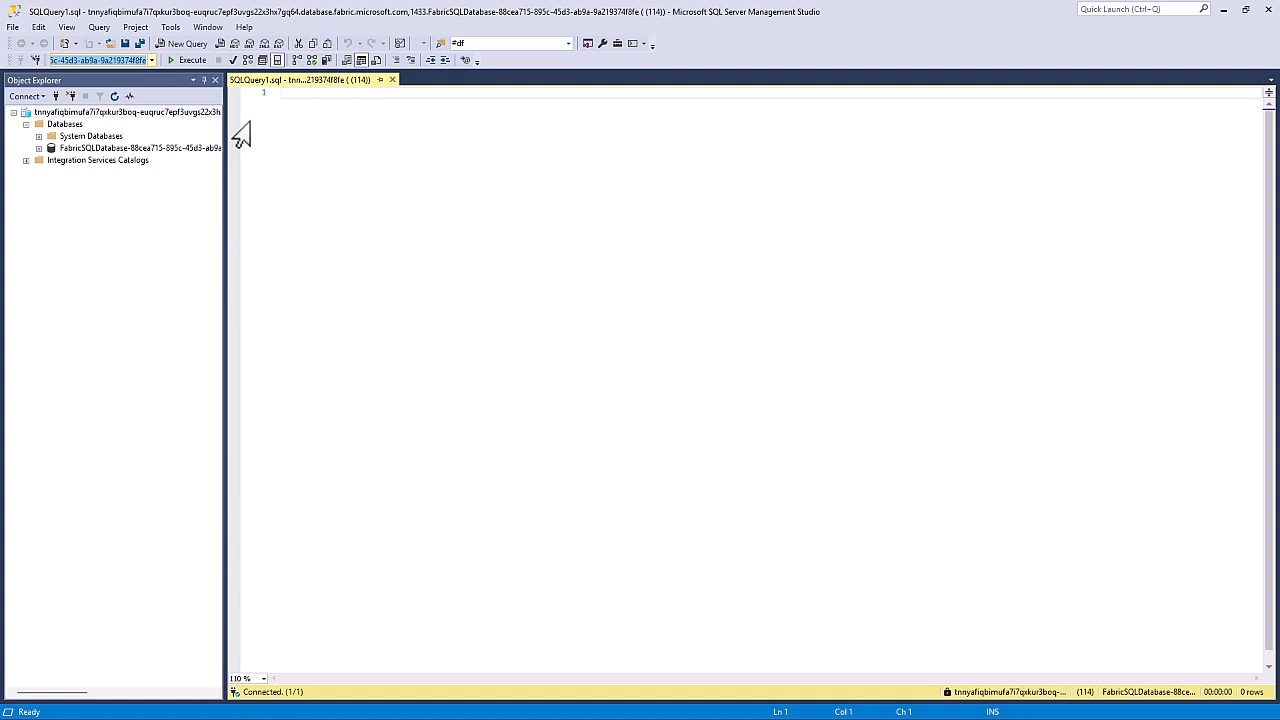 SQLQuery1.sql - tnnyafiqbimufa7i7qxkur3boq-euqruc7epf3uvgs22x3hx7gq64.database.fabric.microsoft.com,1433.FabricSQLDatabase-88cea715-895c-45d3-ab9a-9a219374f8fe ( (114)) - Microsoft SQL Server Management Studio
Quick Launch (Ctrl+Q)
File Edit View Query Project Tools Window Help
New Query
#df
5c-45d3-ab9a-9a219374f8fe
Execute
Object Explorer
SQLQuery1.sql - tnn...219374f8fe ( (114))
Connect
1
tnnyafiqbimufa7i7qxkur3boq-euqruc7epf3uvgs22x3h
Databases
System Databases
FabricSQLDatabase-88cea715-895c-45d3-ab9a
Integration Services Catalogs
110 %
Connected. (1/1)
tnnyafiqbimufa7i7qxkur3boq-... (114) FabricSQLDatabase-88ce... 00:00:00 0 rows
Ready
Ln 1 Col 1 Ch 1 INS